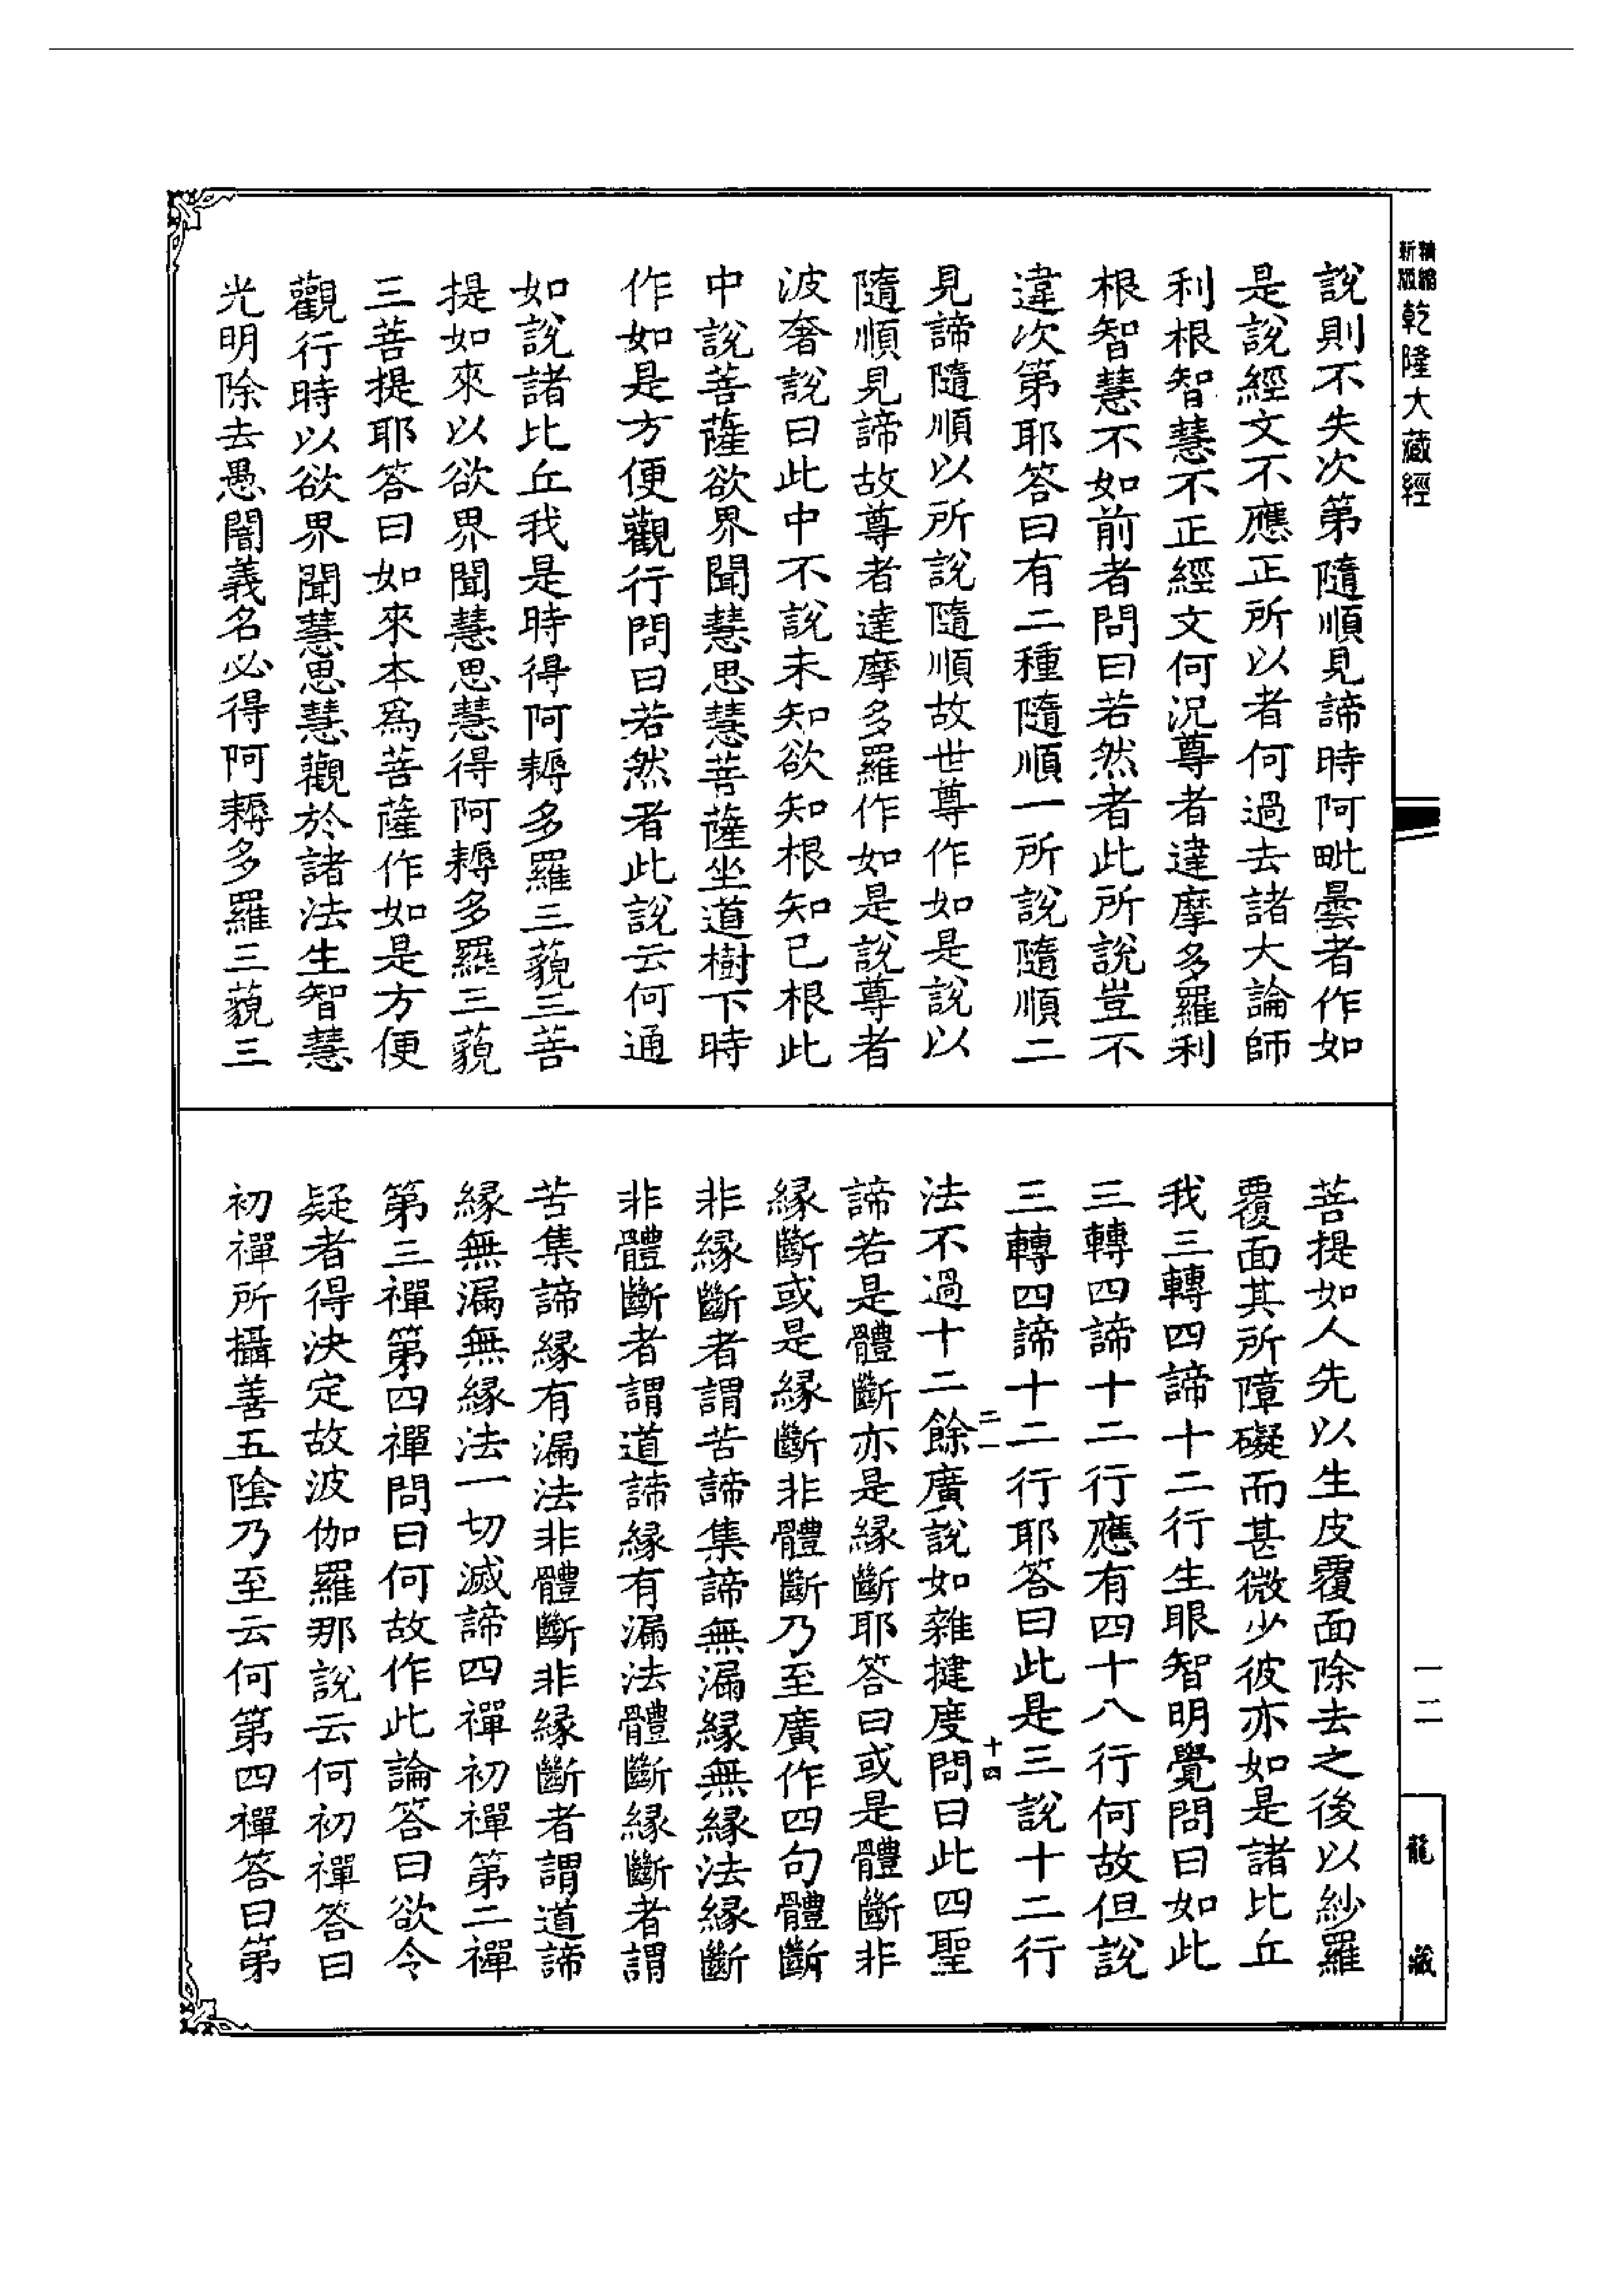 精縮新版
乾隆大藏經
說則不失次第隨順見諦時阿毗曇者作如
是說經文不應正所以者何過去諸大論師
利根智慧不正經文何況尊者達摩多羅利
根智慧不如前者問曰若然者此所說豈不
違次第耶答曰有二種隨順一所說隨順二
見諦隨順以所說隨順故世尊作如是說以
隨順見諦故尊者達摩多羅作如是說尊者
波奢說曰此中不說未知欲知根知已根此
中說菩薩欲界聞慧思慧菩薩坐道樹下時
作如是方便觀行問曰若然者此說云何通
如說諸比丘我是時得阿耨多羅三藐三菩
提如來以欲界聞慧思慧得阿耨多羅三藐
三菩提耶答曰如來本為菩薩作如是方便
觀行時以欲界聞慧思慧觀於諸法生智慧
光明除去愚闇義名必得阿耨多羅三藐三
菩提如人先以生皮覆面除去之後以紗羅
覆面其所障礙而甚微少彼亦如是諸比丘
我三轉四諦十二行生眼智明覺問曰如此
三轉四諦十二行應有四十八行何故但說
三轉四諦十二行耶答曰此是三說十二行
法不過十二餘廣說如雜揵度問曰此四聖
二一
十四
諦若是體斷亦是緣斷耶答曰或是體斷非
緣斷或是緣斷非體斷乃至廣作四句體斷
非緣斷者謂苦諦集諦無漏緣無緣法緣斷
非體斷者謂道諦緣有漏法體斷緣斷者謂
苦集諦緣有漏法非體斷非緣斷者謂道諦
緣無漏無緣法一切滅諦四禪初禪第二禪
第三禪第四禪問曰何故作此論答曰欲令
疑者得決定故波伽羅那說云何初禪答曰
初禪所攝善五陰乃至云何第四禪答曰第
一二
龍藏